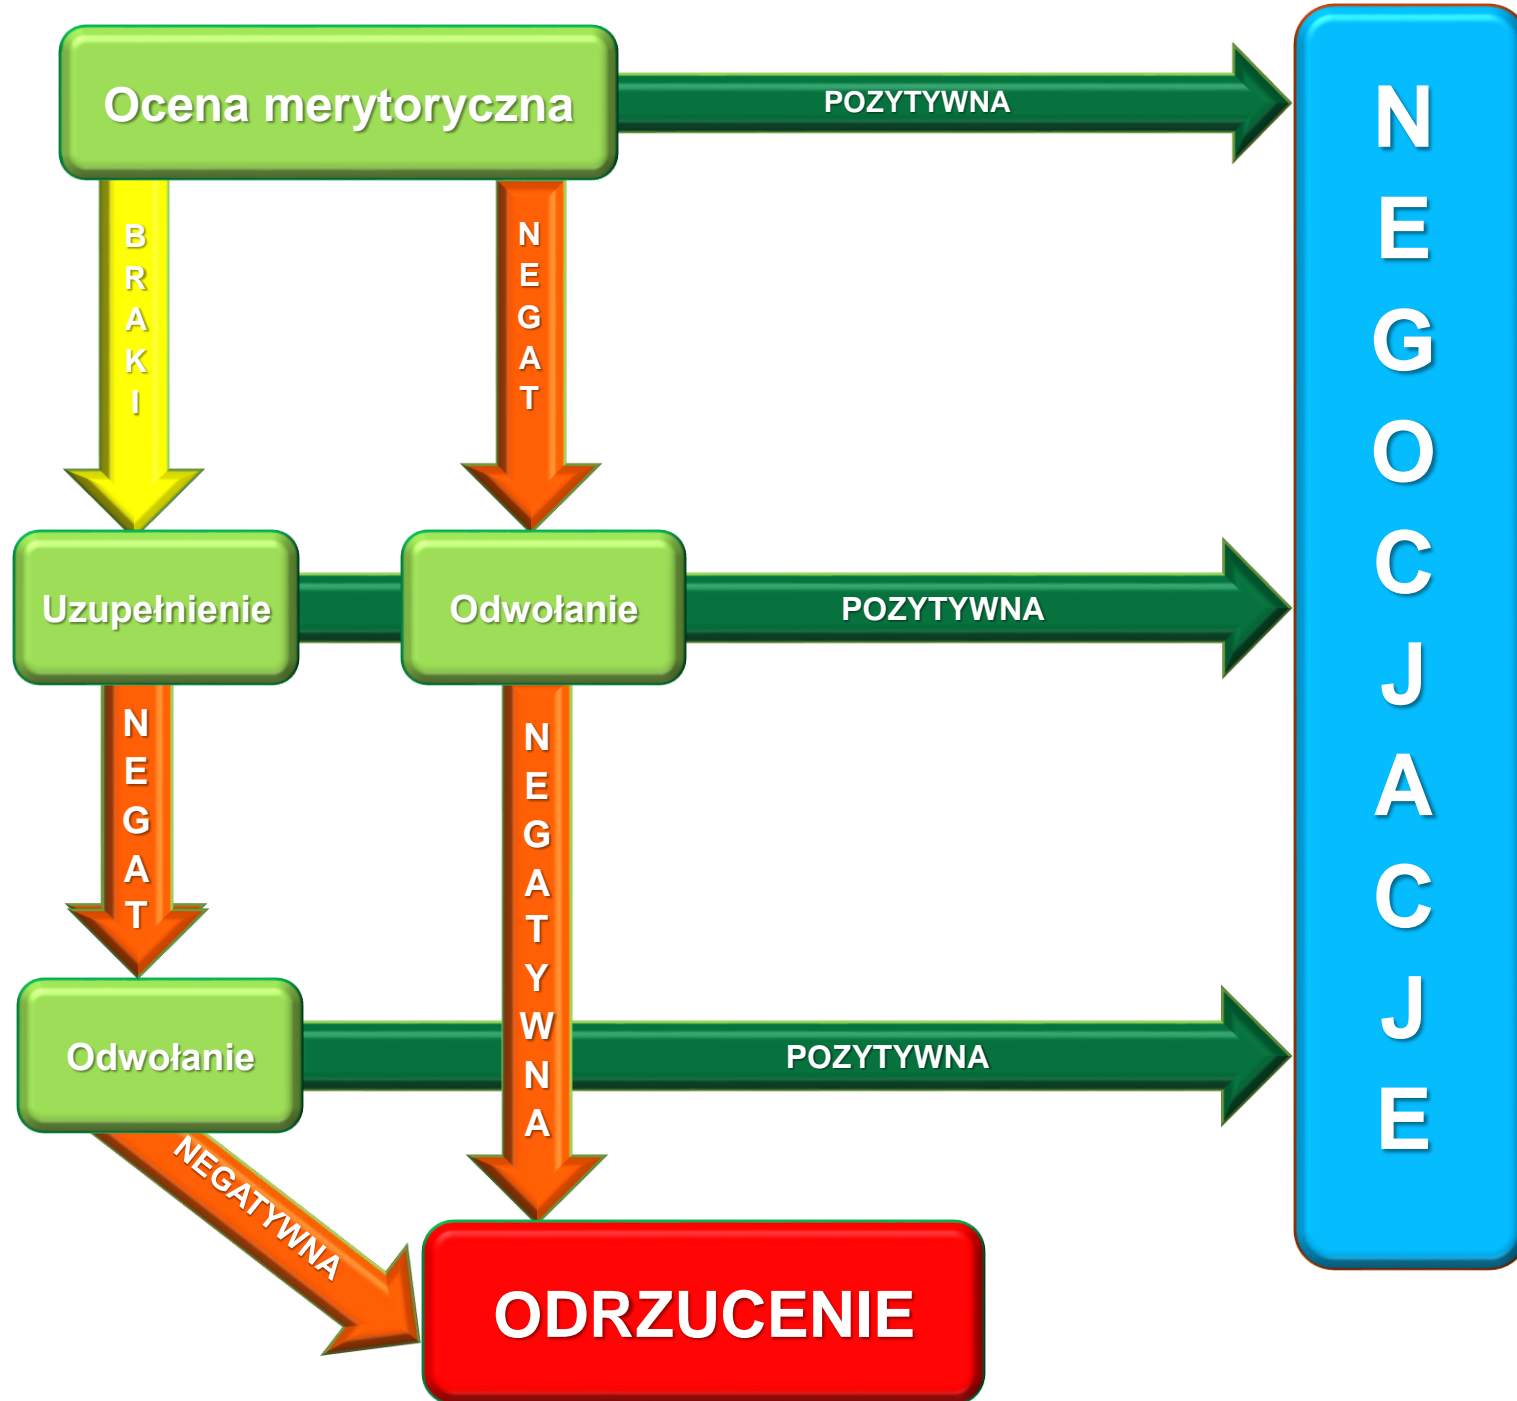 Ocena merytoryczna
POZYTYWNA
BRAKI
NEGAT
Uzupełnienie
Odwołanie
POZYTYWNA
NEGAT
NEGATYWNA
Odwołanie
POZYTYWNA
NEGATYWNA
ODRZUCENIE
NEGOCJACJE